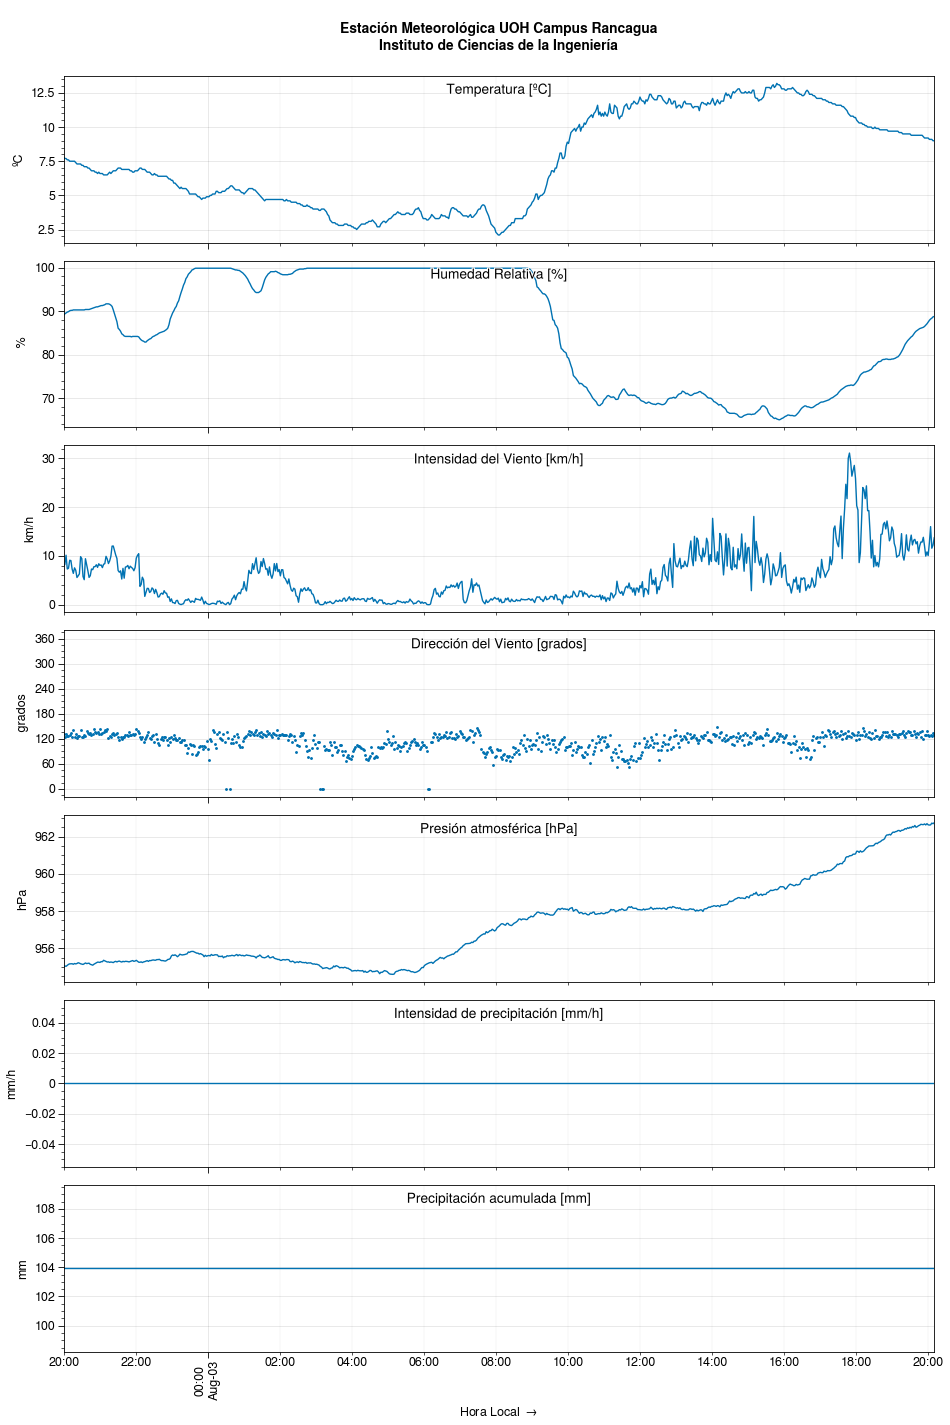 Estación Meteorológica UOH Campus Rancagua
Instituto de Ciencias de la Ingeniería
Temperatura [ºC]
ºC
12.5
10
7.5
5
2.5
Humedad Relativa [%]
%
100
90
80
70
Intensidad del Viento [km/h]
km/h
30
20
10
0
Dirección del Viento [grados]
grados
360
300
240
180
120
60
0
Presión atmosférica [hPa]
hPa
962
960
958
956
Intensidad de precipitación [mm/h]
mm/h
0.04
0.02
0
−0.02
−0.04
Precipitación acumulada [mm]
mm
108
106
104
102
100
20:00 22:00 00:00 02:00 04:00 06:00 08:00 10:00 12:00 14:00 16:00 18:00 20:00
Aug-03
Hora Local →